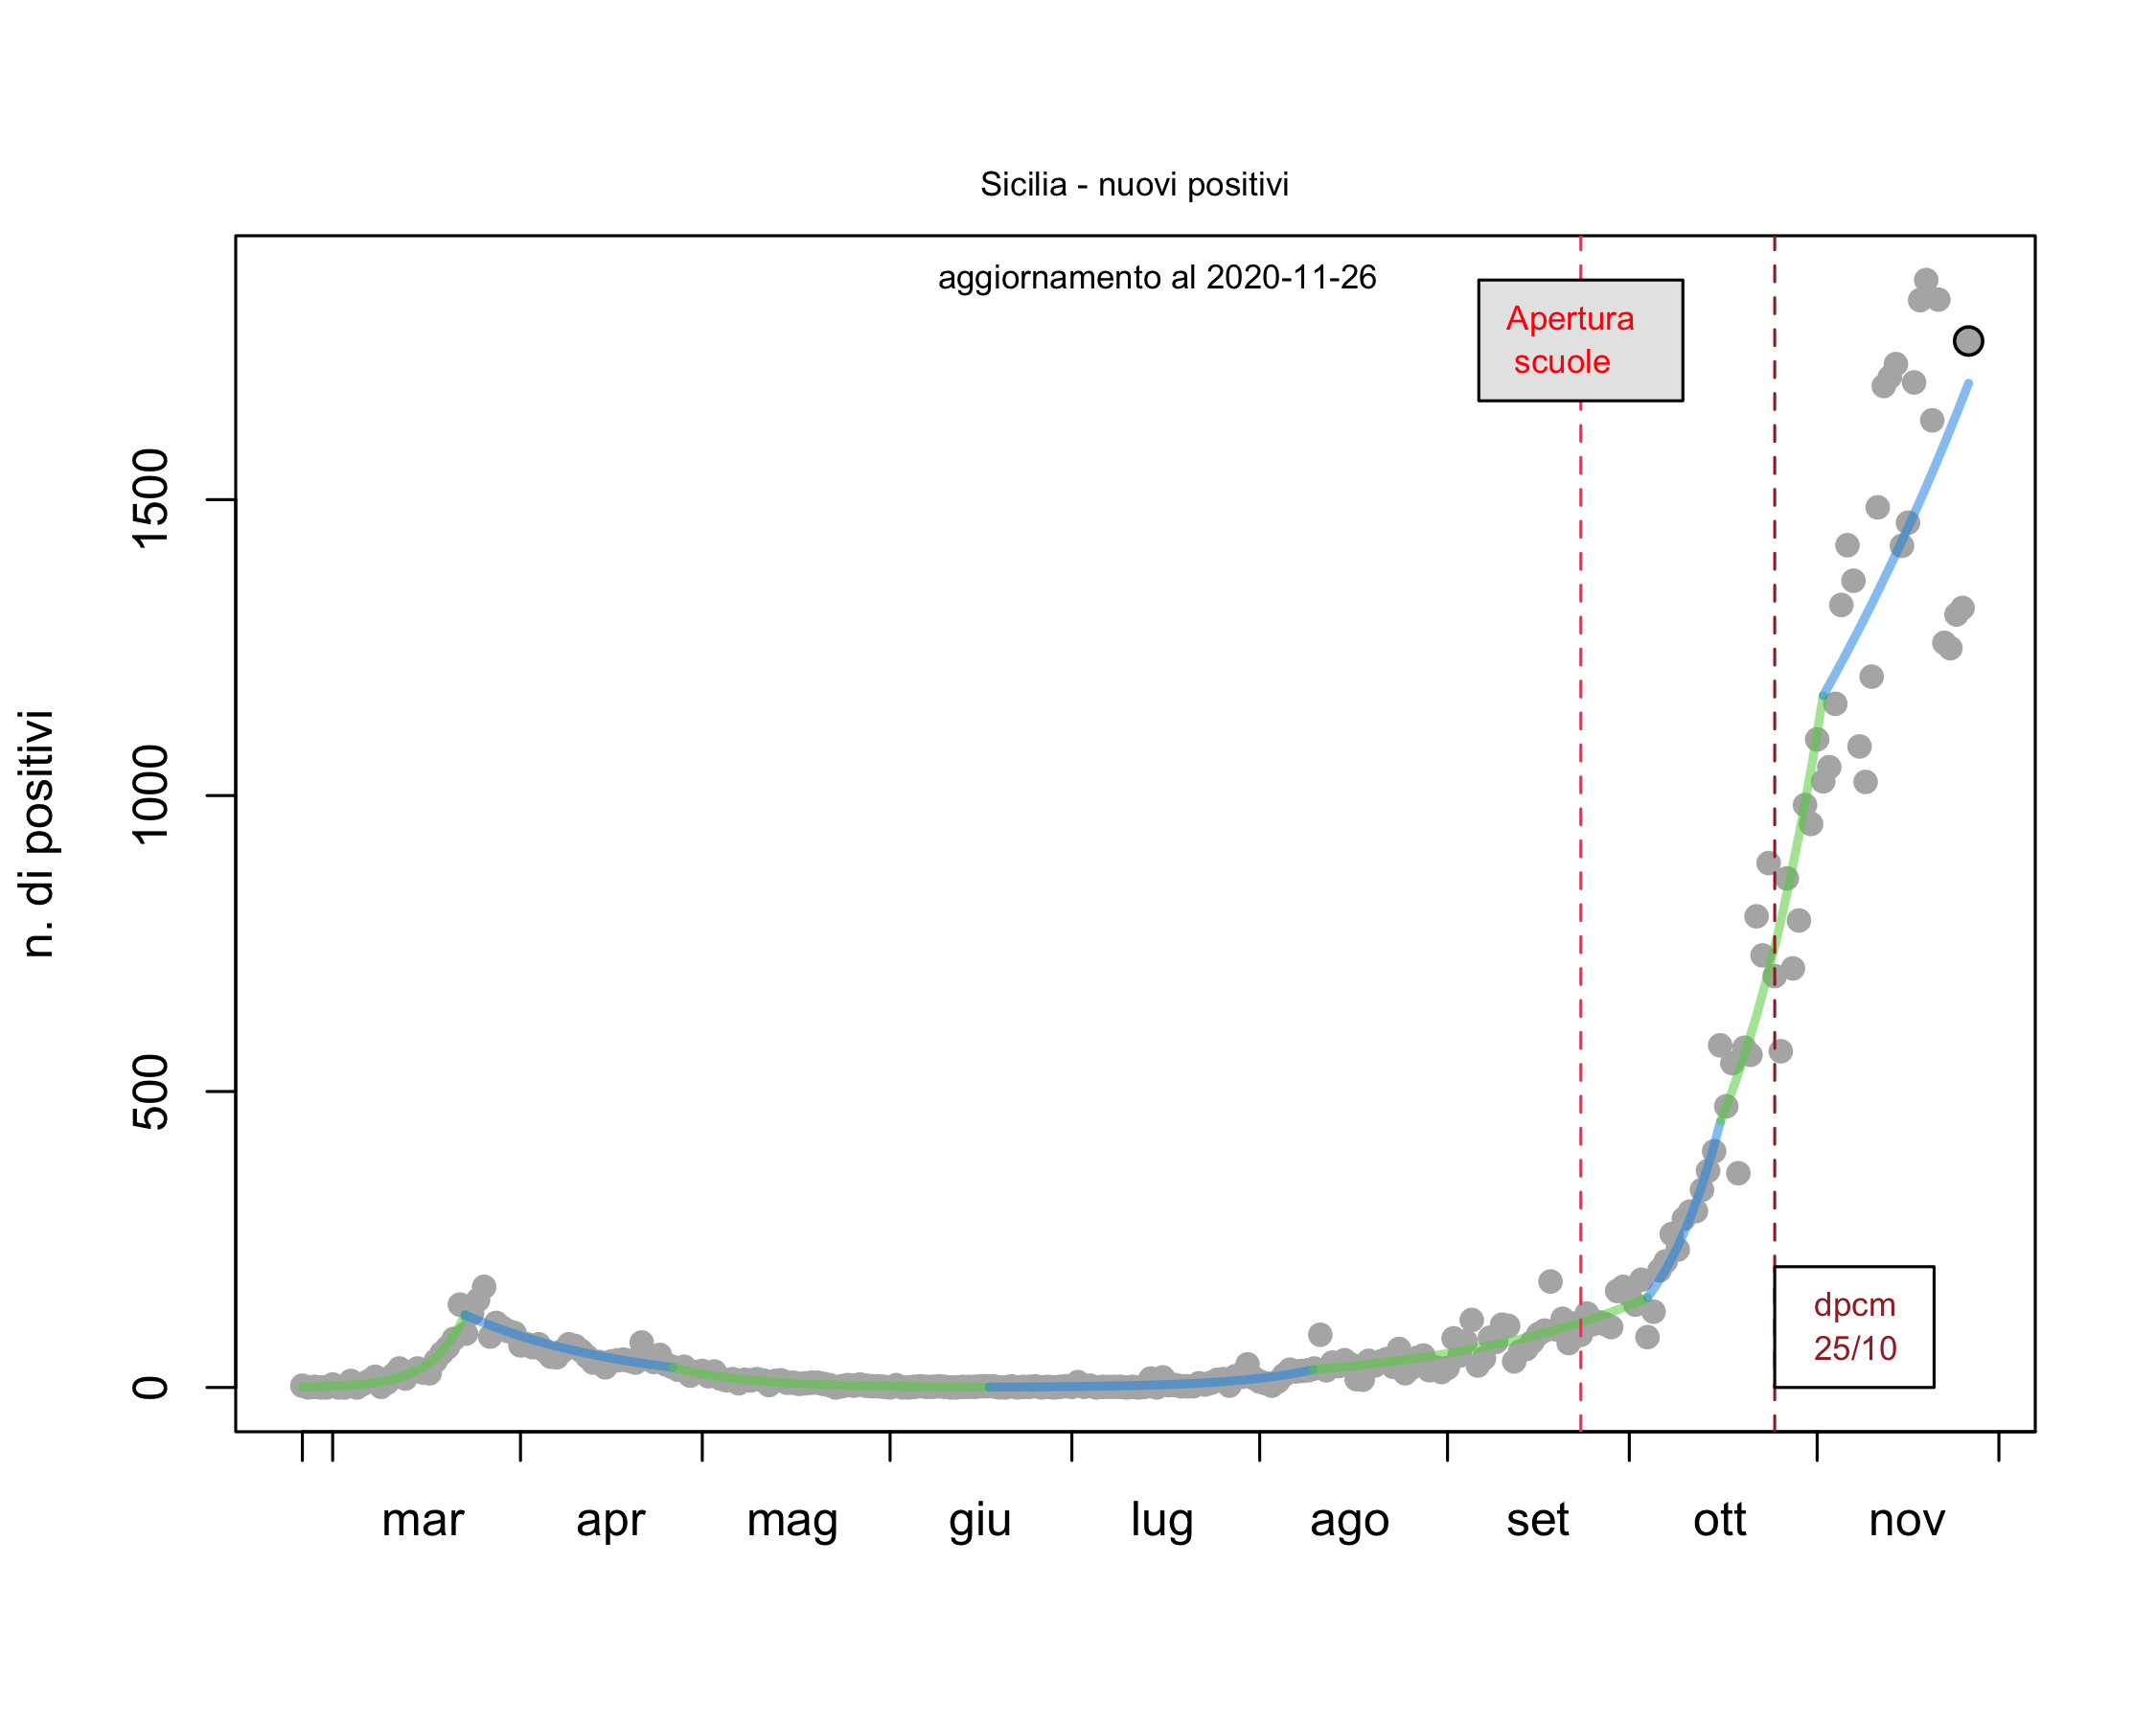 Sicilia - nuovi positivi
aggiornamento al 2020-11-26
Apertura
scuole
n. di positivi
1500
1000
500
0
dpcm
25/10
mar apr mag giu lug ago set ott nov